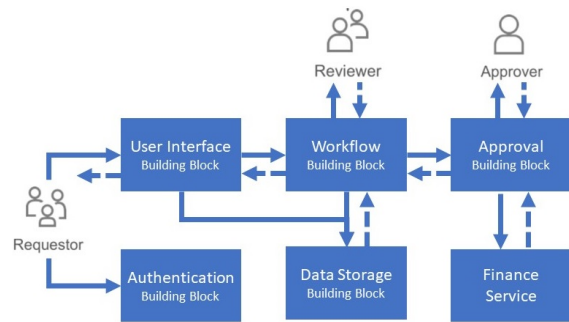 Reviewer
Approver
User Interface
Building Block
Workflow
Building Block
Approval
Building Block
Requestor
Authentication
Building Block
Data Storage
Building Block
Finance
Service